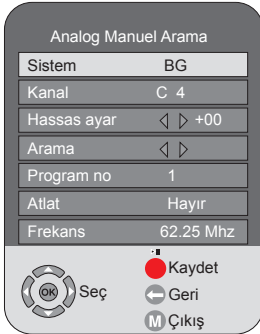 Analog Manuel Arama
Sistem BG
Kanal C 4
Hassas ayar +00
Arama
Program no 1
Atlat Hayır
Frekans 62.25 Mhz
OK Seç
Kaydet
Geri
M Çıkış